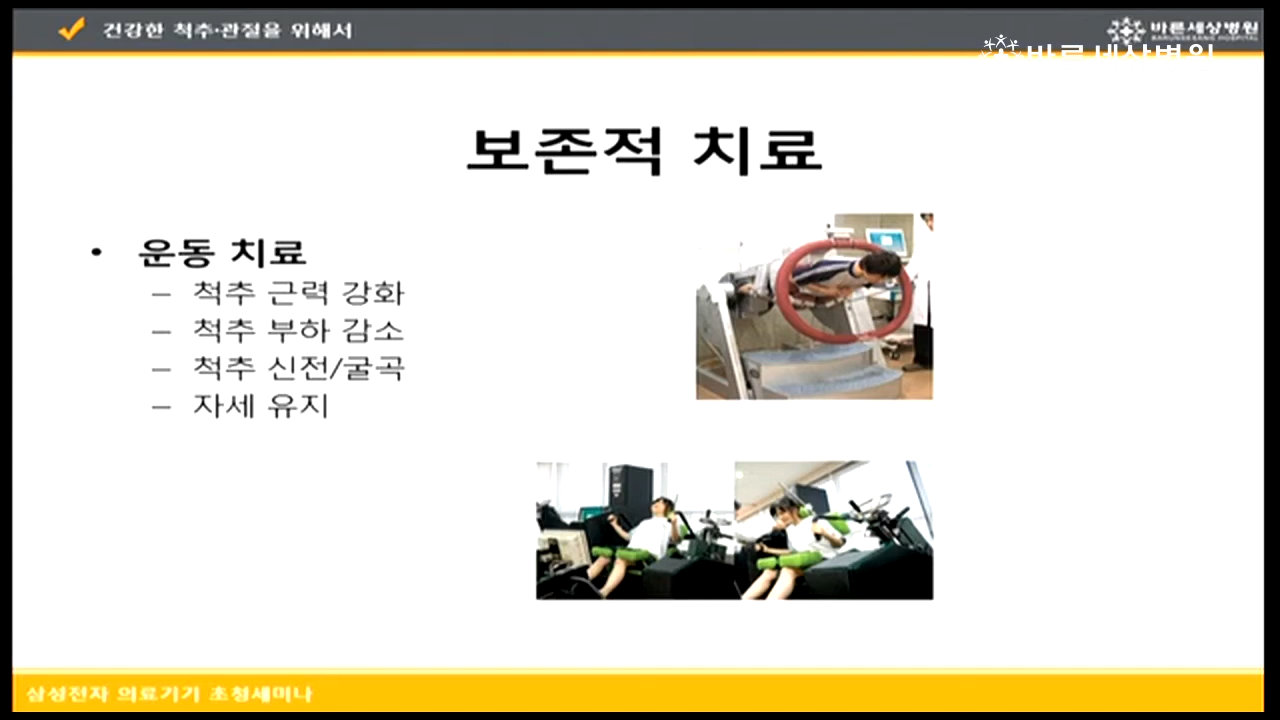 건강한 척추·관절을 위해서
바른세상병원
BARUNSESANG HOSPITAL
바른세상병원
보존적 치료
• 운동 치료
– 척추 근력 강화
– 척추 부하 감소
– 척추 신전/굴곡
– 자세 유지
삼성전자 의료기기 초청세미나